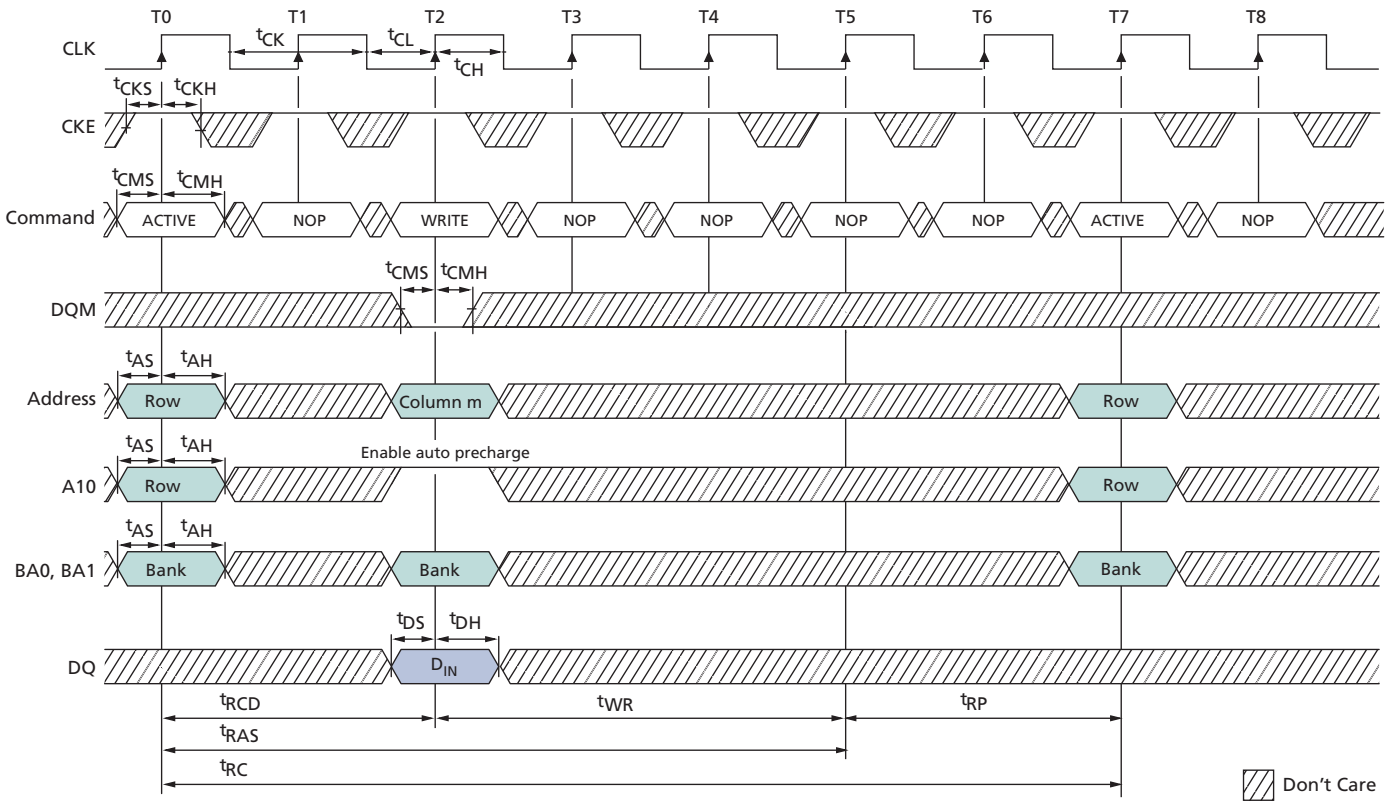 T0 T1 T2 T3 T4 T5 T6 T7 T8
CLK
tCK tCL
tCH
tCKS tCKH
CKE
tCMS tCMH
Command ACTIVE NOP WRITE NOP NOP NOP NOP ACTIVE NOP
tCMS tCMH
DQM
tAS tAH
Address Row Column m Row
tAS tAH Enable auto precharge
A10 Row Row
tAS tAH
BA0, BA1 Bank Bank Bank
tDS tDH
DQ DIN
tRCD tWR tRP
tRAS
tRC
Don't Care